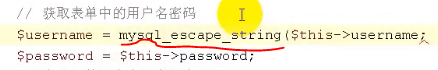 // 获取表单中的用户名密码
$username = mysql_escape_string($this->username;
$password = $this->password;